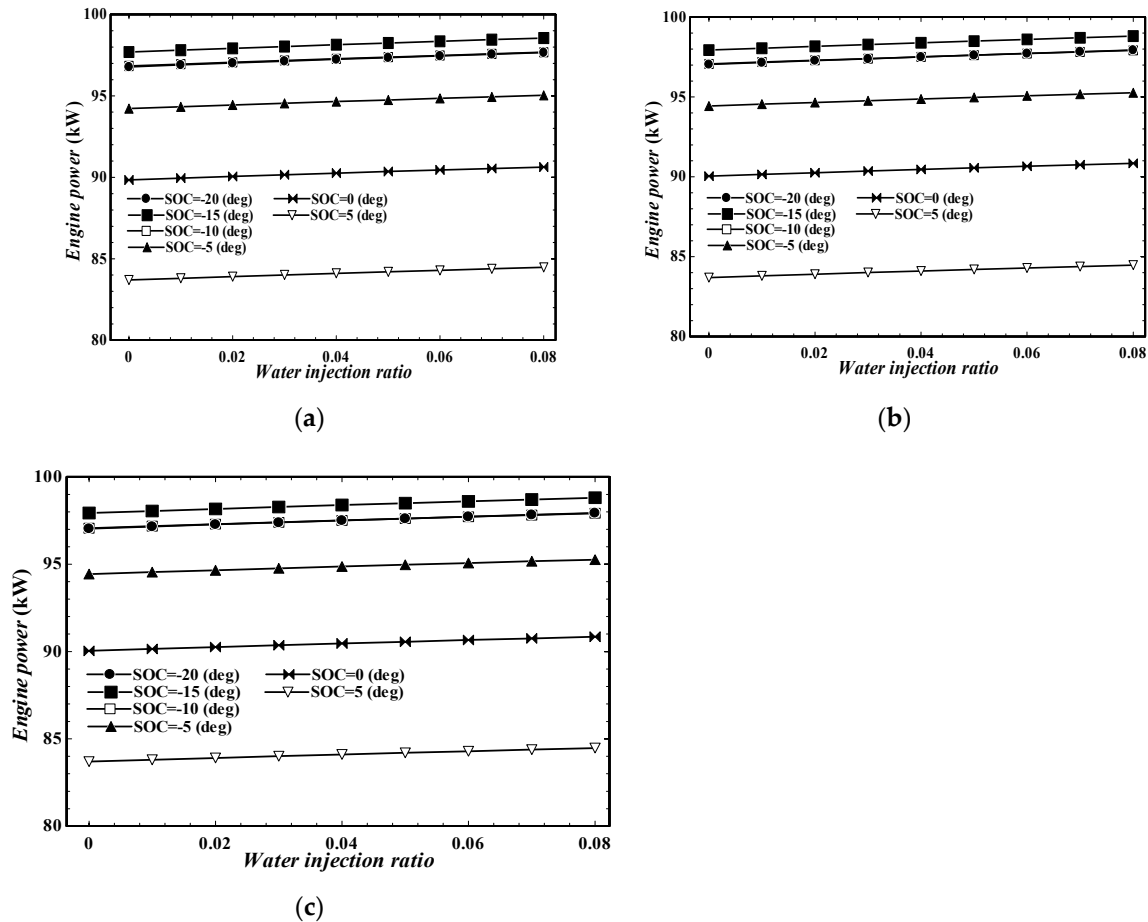 100
95
90
85
80
Engine power (kW)
SOC=-20 (deg) SOC=0 (deg)
SOC=-15 (deg) SOC=5 (deg)
SOC=-10 (deg)
SOC=-5 (deg)
0 0.02 0.04 0.06 0.08
Water injection ratio
(a)
100
95
90
85
80
Engine power (kW)
SOC=-20 (deg) SOC=0 (deg)
SOC=-15 (deg) SOC=5 (deg)
SOC=-10 (deg)
SOC=-5 (deg)
0 0.02 0.04 0.06 0.08
Water injection ratio
(b)
100
95
90
85
80
Engine power (kW)
SOC=-20 (deg) SOC=0 (deg)
SOC=-15 (deg) SOC=5 (deg)
SOC=-10 (deg)
SOC=-5 (deg)
0 0.02 0.04 0.06 0.08
Water injection ratio
(c)